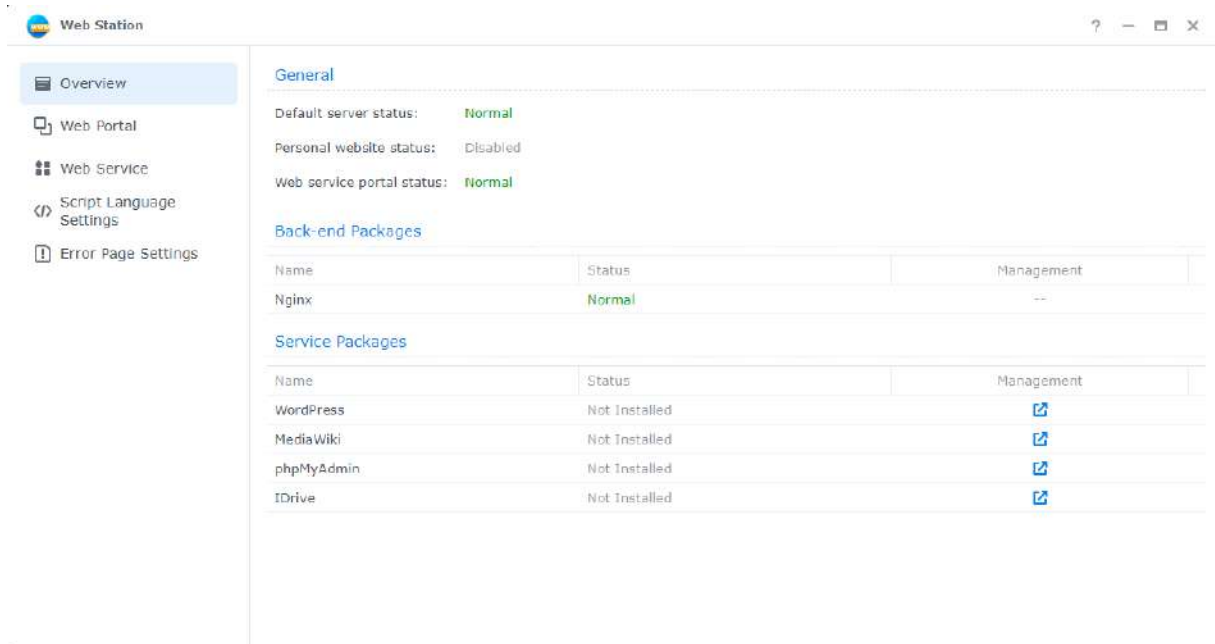 Web Station
?
Overview
Web Portal
Web Service
Script Language
Settings
Error Page Settings
General
Default server status: Normal
Personal website status: Disabled
Web service portal status: Normal
Back-end Packages
Name Status Management
Nginx Normal --
Service Packages
Name Status Management
WordPress Not Installed
MediaWiki Not Installed
phpMyAdmin Not Installed
IDrive Not Installed